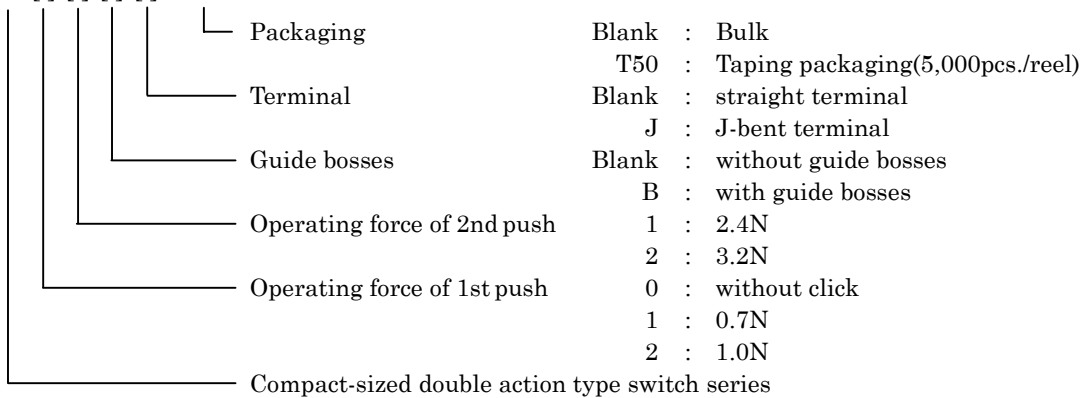 Packaging Blank : Bulk
T50 : Taping packaging(5,000pcs./reel)
Terminal Blank : straight terminal
J : J-bent terminal
Guide bosses Blank : without guide bosses
B : with guide bosses
Operating force of 2nd push 1 : 2.4N
2 : 3.2N
Operating force of 1st push 0 : without click
1 : 0.7N
2 : 1.0N
Compact-sized double action type switch series